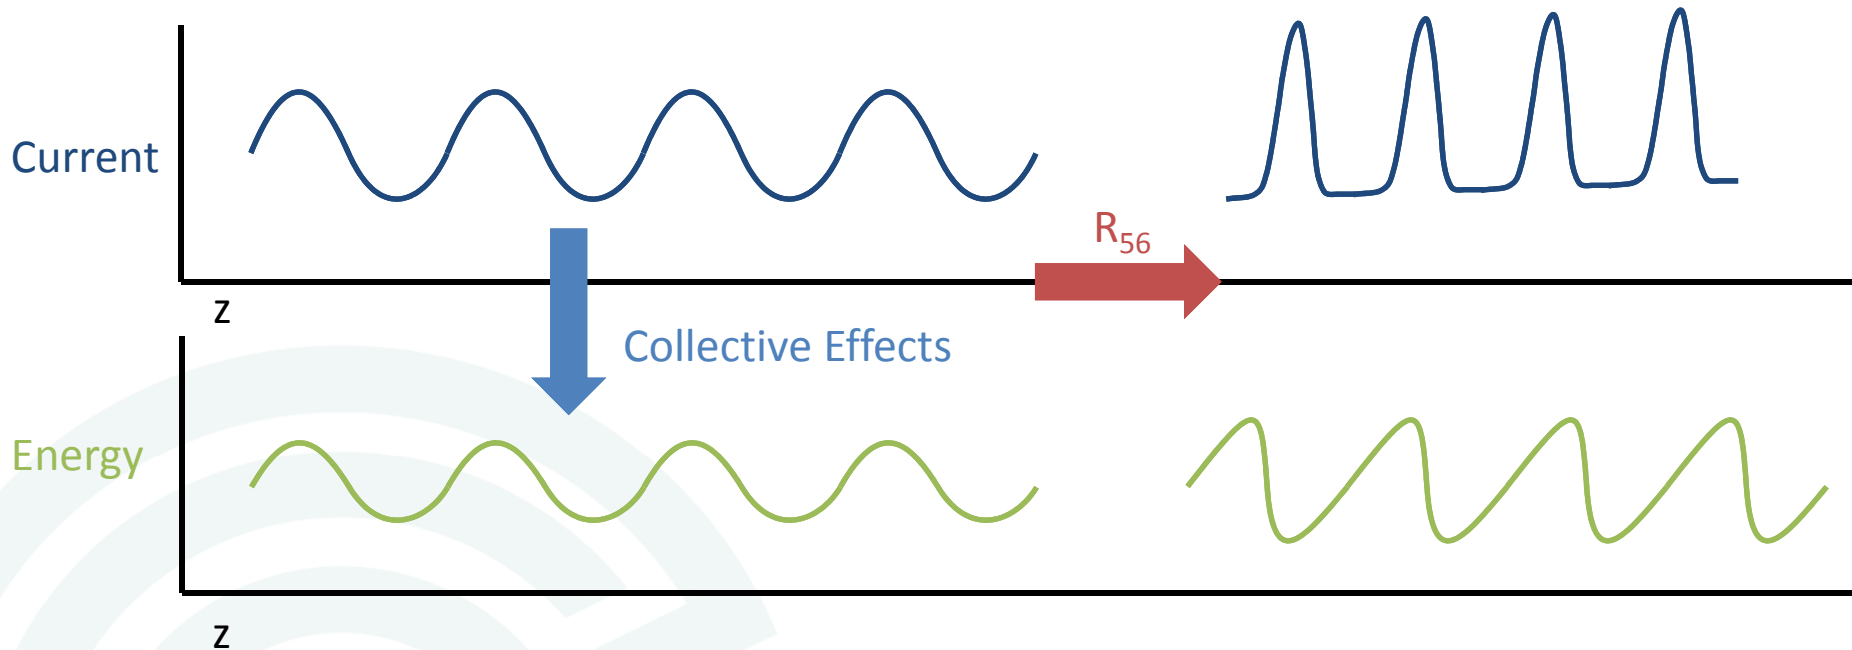 Current
R₅₆
z
Collective Effects
Energy
z